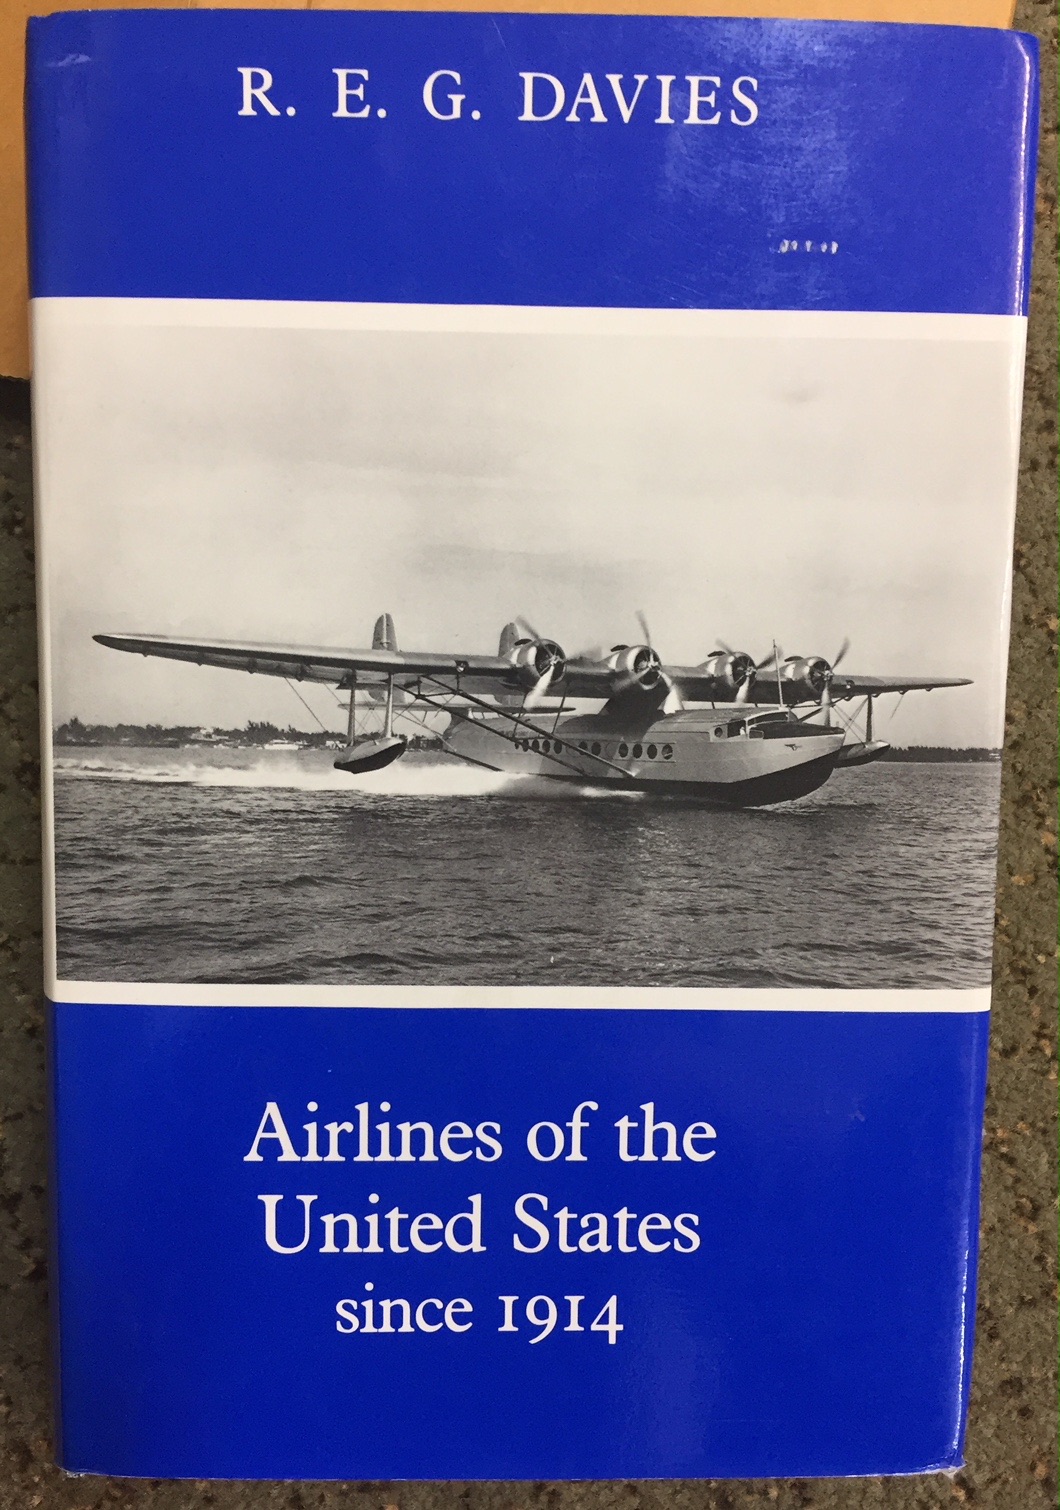 R. E. G. DAVIES
Airlines of the
United States
since 1914